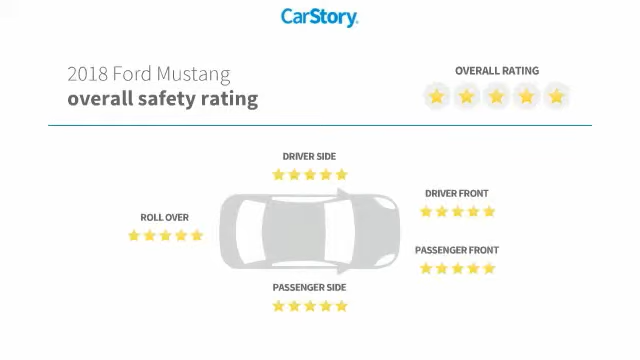 CarStory.
2018 Ford Mustang
overall safety rating
OVERALL RATING
DRIVER SIDE
DRIVER FRONT
ROLL OVER
PASSENGER FRONT
PASSENGER SIDE